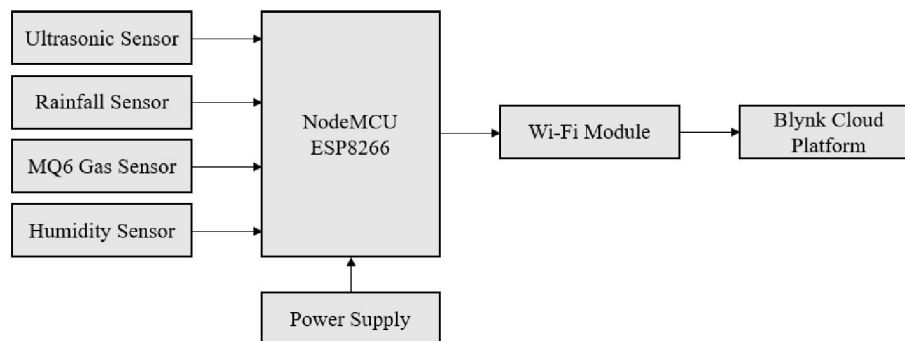 Ultrasonic Sensor
Rainfall Sensor
MQ6 Gas Sensor
Humidity Sensor
NodeMCU
ESP8266
Power Supply
Wi-Fi Module
Blynk Cloud
Platform